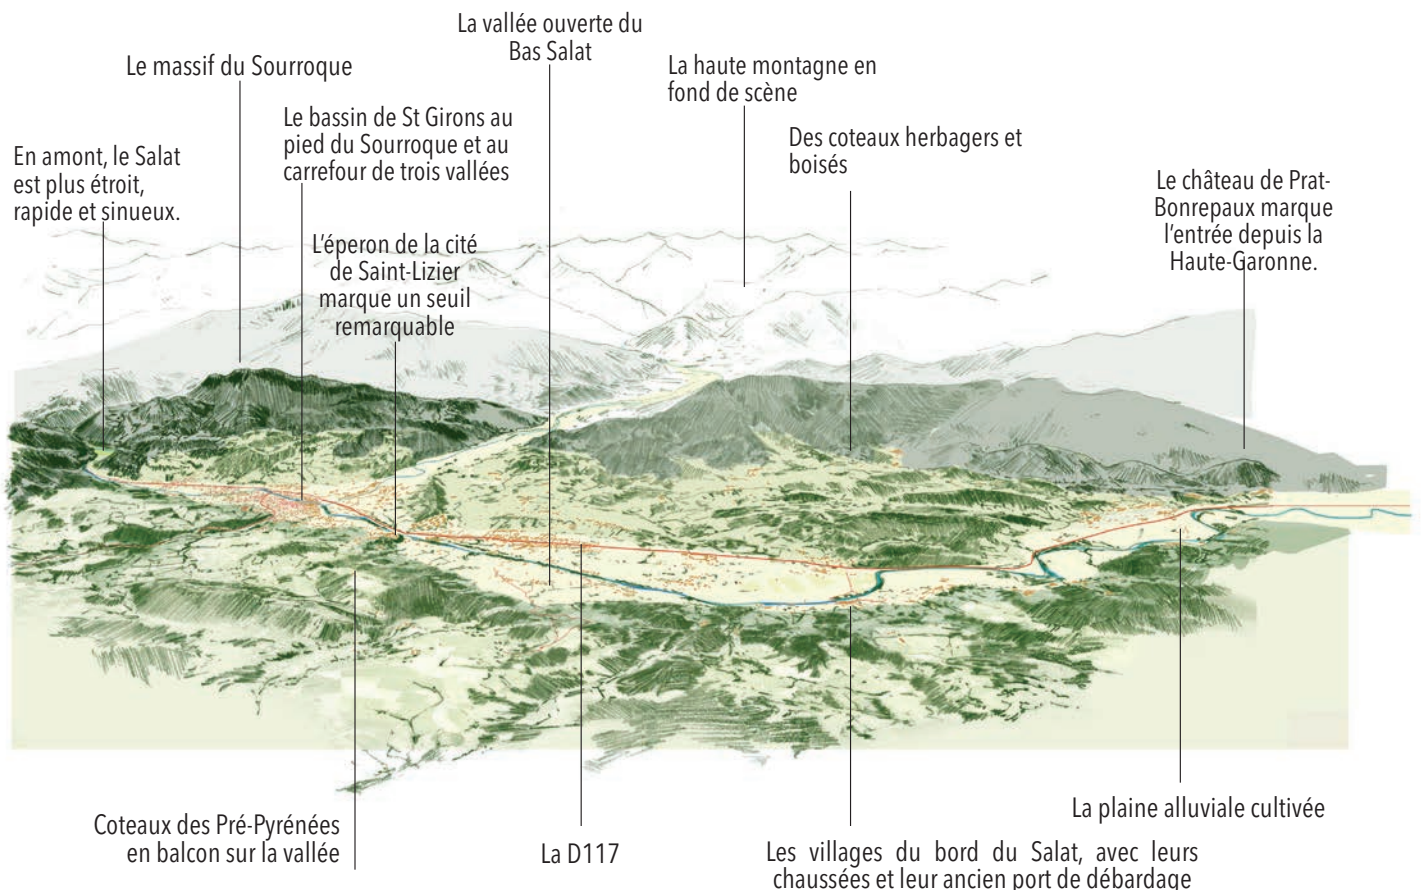 La vallée ouverte du
Bas Salat
Le massif du Sourroque
La haute montagne en
fond de scène
Le bassin de St Girons au
pied du Sourroque et au
carrefour de trois vallées
Des coteaux herbagers et
boisés
En amont, le Salat
est plus étroit,
rapide et sinueux.
Le château de Prat-
Bonrepaux marque
l'entrée depuis la
Haute-Garonne.
L'éperon de la cité
de Saint-Lizier
marque un seuil
remarquable
Coteaux des Pré-Pyrénées
en balcon sur la vallée
La D117
La plaine alluviale cultivée
Les villages du bord du Salat, avec leurs
chaussées et leur ancien port de débardage